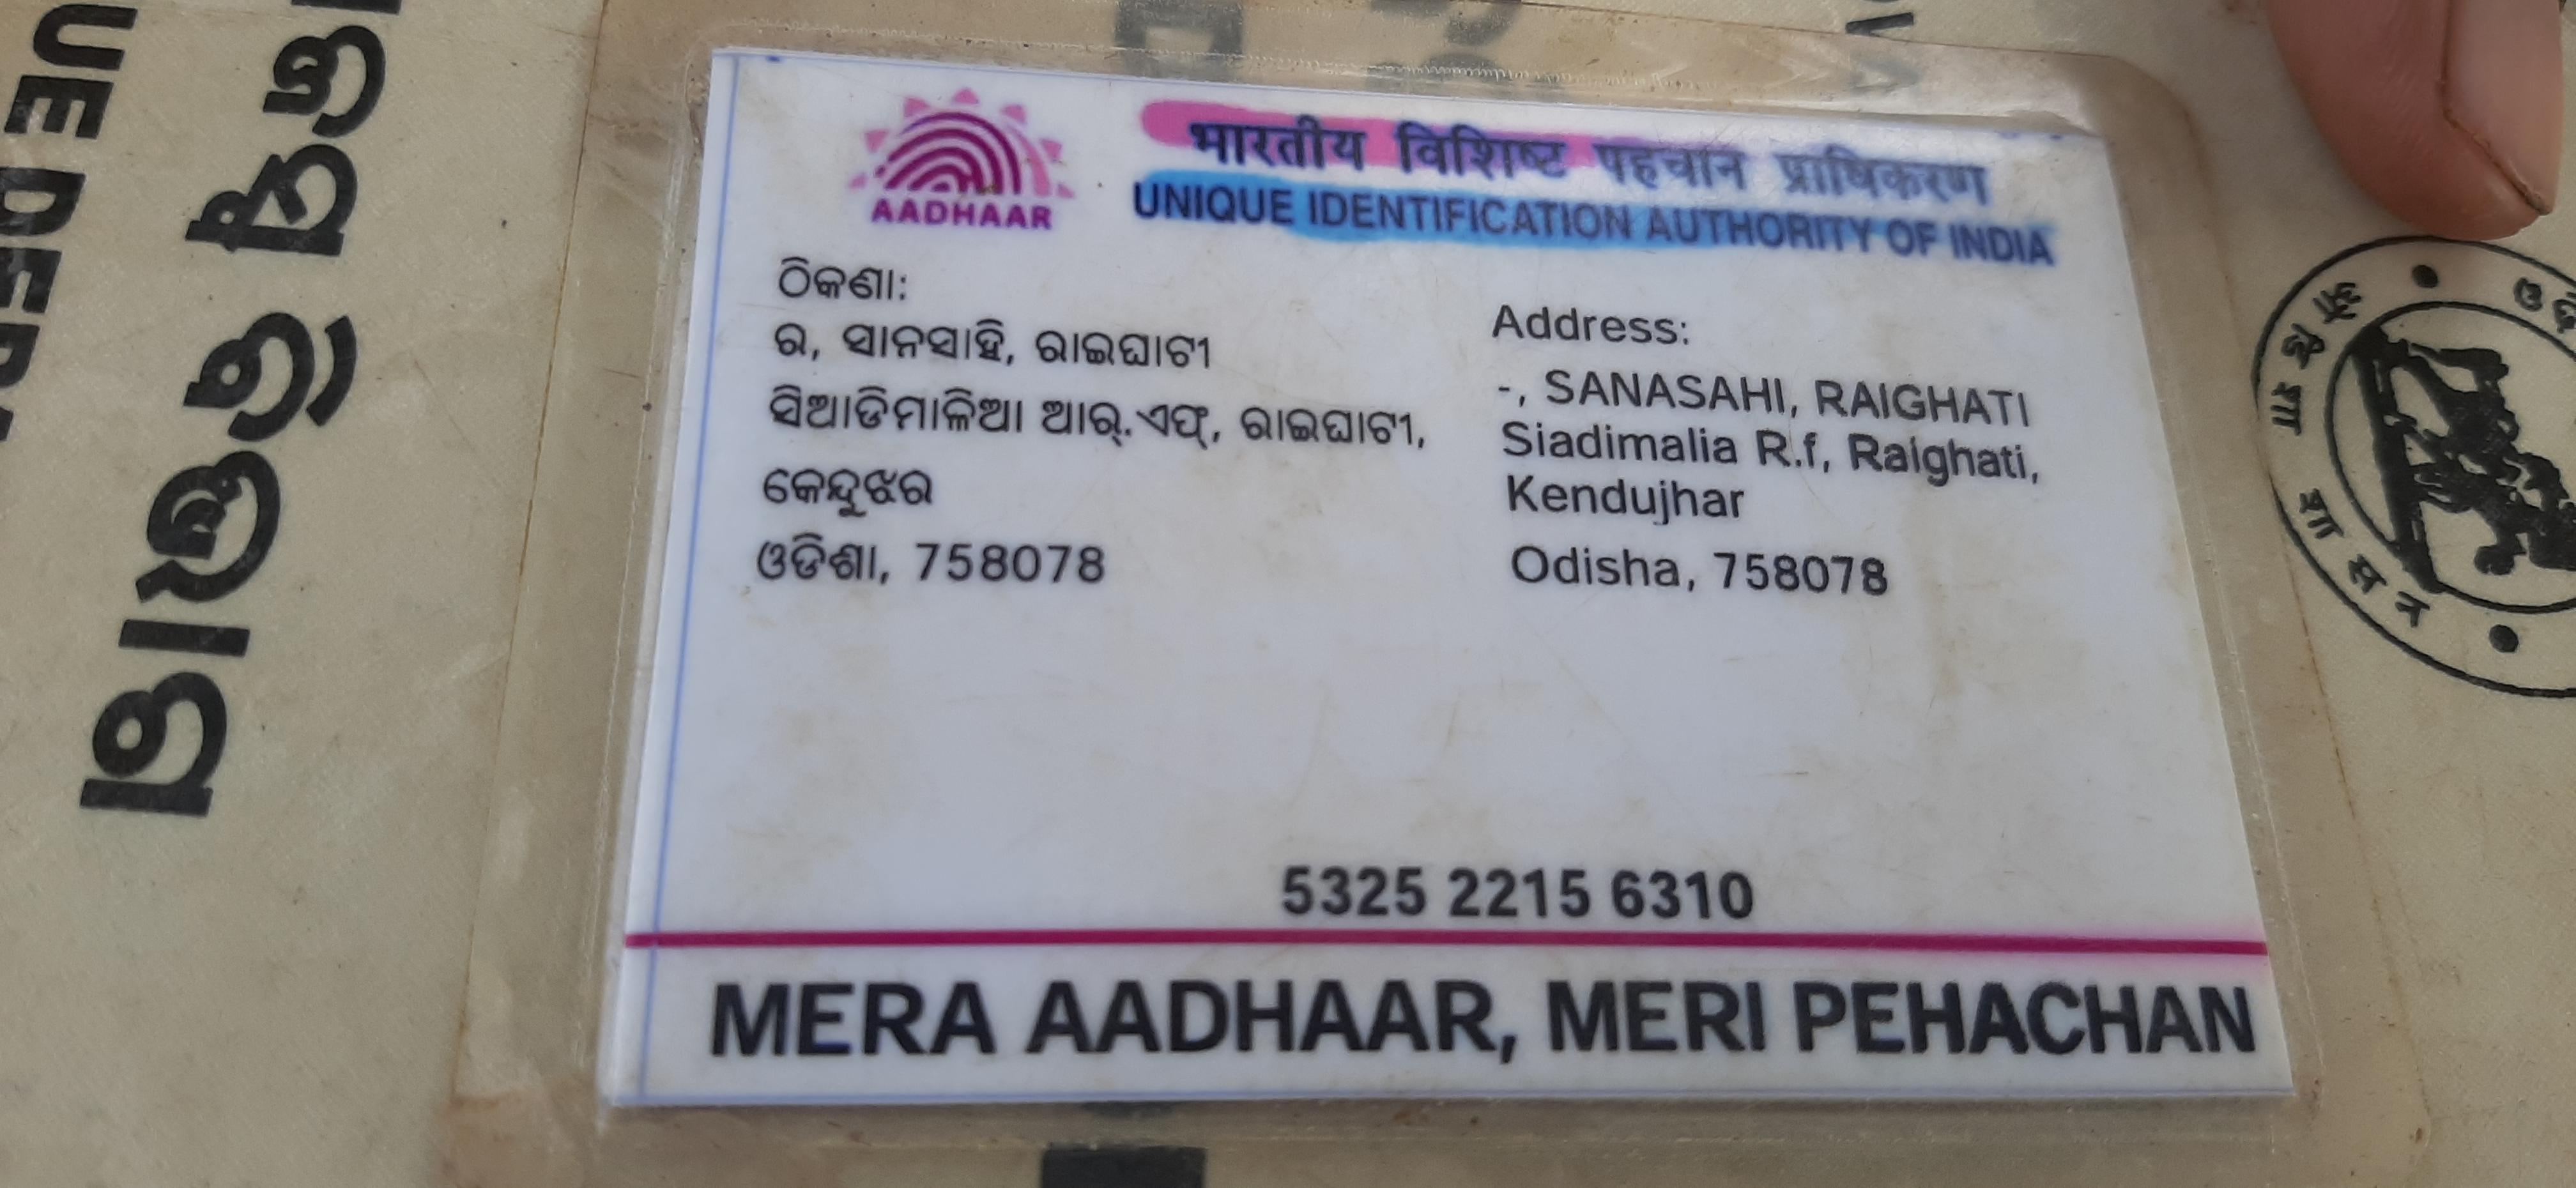 AADHAAR
भारतीय विशिष्ट पहचान प्राधिकरण
UNIQUE IDENTIFICATION AUTHORITY OF INDIA
ଠିକଣା:
ର, ସାନସାହି, ରାଇଘାଟୀ
ସିଆଡିମାଳିଆ ଆର୍.ଏଫ୍, ରାଇଘାଟୀ,
କେନ୍ଦୁଝର
ଓଡିଶା, 758078
Address:
-, SANASAHI, RAIGHATI
Siadimalia R.f, Raighati,
Kendujhar
Odisha, 758078
5325 2215 6310
MERA AADHAAR, MERI PEHACHAN